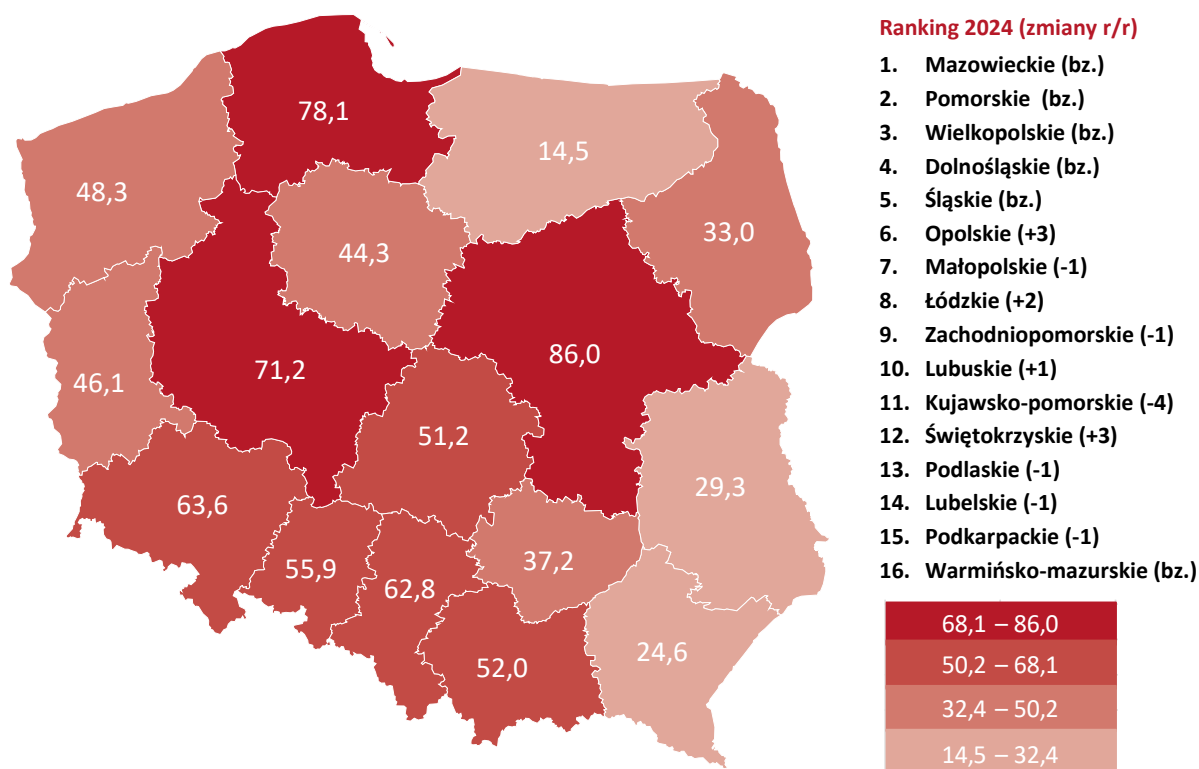 Ranking 2024 (zmiany r/r)
1. Mazowieckie (bz.)
2. Pomorskie (bz.)
3. Wielkopolskie (bz.)
4. Dolnośląskie (bz.)
5. Śląskie (bz.)
6. Opolskie (+3)
7. Małopolskie (-1)
8. Łódzkie (+2)
9. Zachodniopomorskie (-1)
10. Lubuskie (+1)
11. Kujawsko-pomorskie (-4)
12. Świętokrzyskie (+3)
13. Podlaskie (-1)
14. Lubelskie (-1)
15. Podkarpackie (-1)
16. Warmińsko-mazurskie (bz.)
68,1 – 86,0
50,2 – 68,1
32,4 – 50,2
14,5 – 32,4
78,1
14,5
48,3
33,0
44,3
86,0
71,2
46,1
51,2
29,3
63,6
37,2
55,9
62,8
24,6
52,0